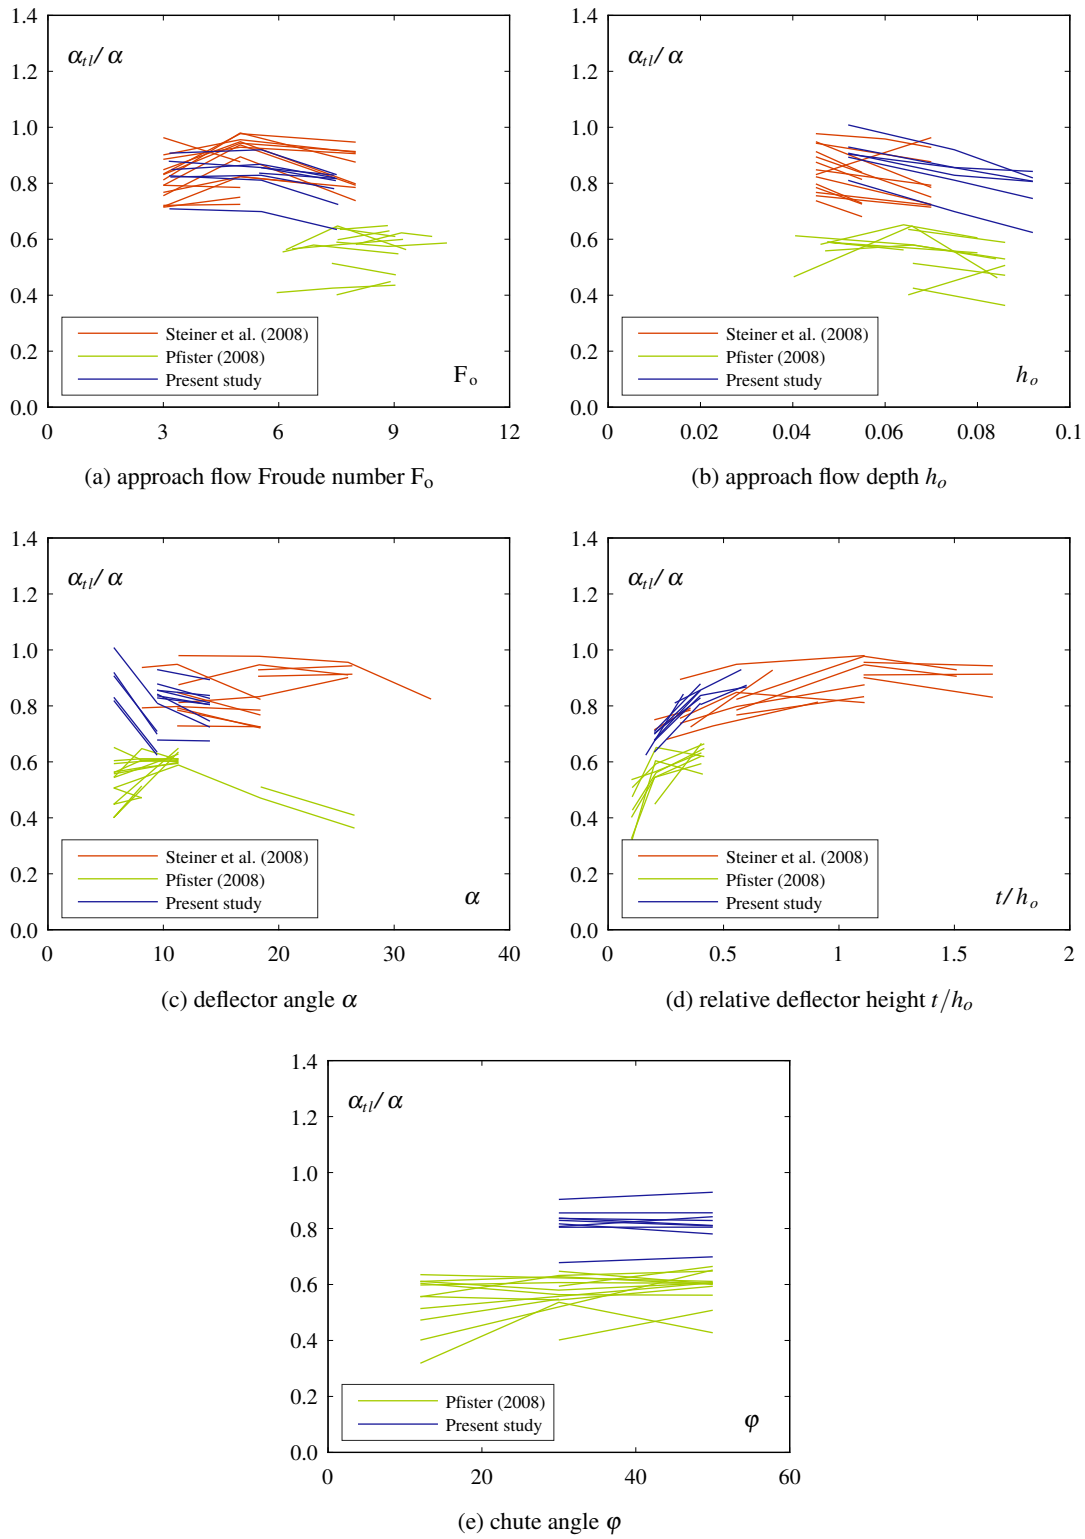 1.4
1.2
1.0
0.8
0.6
0.4
0.2
0.0
α_tl/α
Steiner et al. (2008)
Pfister (2008)
Present study
F_o
0 3 6 9 12
(a) approach flow Froude number F_o
1.4
1.2
1.0
0.8
0.6
0.4
0.2
0.0
α_tl/α
Steiner et al. (2008)
Pfister (2008)
Present study
h_o
0 0.02 0.04 0.06 0.08 0.1
(b) approach flow depth h_o
1.4
1.2
1.0
0.8
0.6
0.4
0.2
0.0
α_tl/α
Steiner et al. (2008)
Pfister (2008)
Present study
α
0 10 20 30 40
(c) deflector angle α
1.4
1.2
1.0
0.8
0.6
0.4
0.2
0.0
α_tl/α
Steiner et al. (2008)
Pfister (2008)
Present study
t/h_o
0 0.5 1 1.5 2
(d) relative deflector height t/h_o
1.4
1.2
1.0
0.8
0.6
0.4
0.2
0.0
α_tl/α
Pfister (2008)
Present study
φ
0 20 40 60
(e) chute angle φ